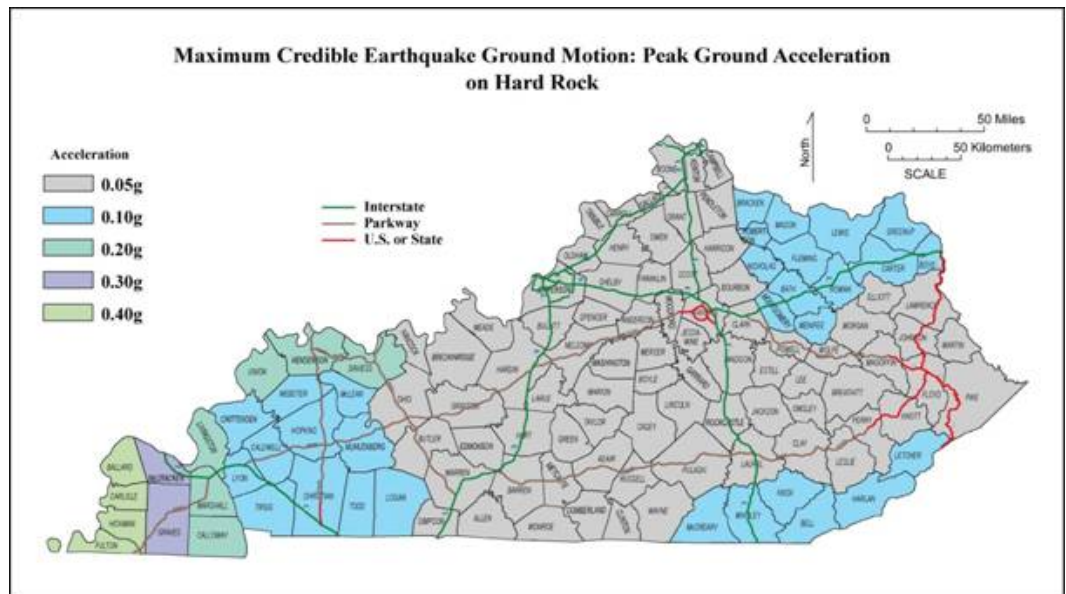 Maximum Credible Earthquake Ground Motion: Peak Ground Acceleration
on Hard Rock
0
50 Miles
0
50 Kilometers
SCALE
North
Acceleration
0.05g
0.10g
0.20g
0.30g
0.40g
Interstate
Parkway
U.S. or State
BRACKEN
MASON
LEWIS
GREENUP
FLEMING
NICHOLAS
CARTER
BATH
ROWAN
PENDLETON
GRANT
OWEN
HARRISON
HENRY
OLDHAM
SHELBY
FRANKLIN
SCOTT
BOURBON
ELLIOTT
LAWRENCE
MENIFEE
MORGAN
JOHNSON
MARTIN
SPENCER
ANDERSON
BULLITT
NELSON
CLARK
POWELL
WOLFE
MAGOFFIN
MEADE
HANCOCK
BRECKINRIDGE
HARDIN
WASHINGTON
MERCER
MADISON
ESTILL
LEE
BREATHITT
FLOYD
PIKE
KNOTT
UNION
HENDERSON
DAVIESS
WEBSTER
McLEAN
OHIO
GRAYSON
LARUE
MARION
BOYLE
GARRARD
LINCOLN
TAYLOR
CASEY
JACKSON
OWSLEY
PERRY
CRITTENDEN
HOPKINS
CALDWELL
MUHLENBERG
BUTLER
EDMONSON
HART
GREEN
ADAIR
ROCKCASTLE
CLAY
LESLIE
LETCHER
LIVINGSTON
LYON
WARREN
BARREN
METCALFE
RUSSELL
PULASKI
LAUREL
KNOX
HARLAN
BALLARD
McCRACKEN
CARLISLE
MARSHALL
TRIGG
CHRISTIAN
TODD
LOGAN
SIMPSON
ALLEN
MONROE
CUMBERLAND
CLINTON
WAYNE
McCREARY
WHITLEY
BELL
HICKMAN
GRAVES
CALLOWAY
FULTON